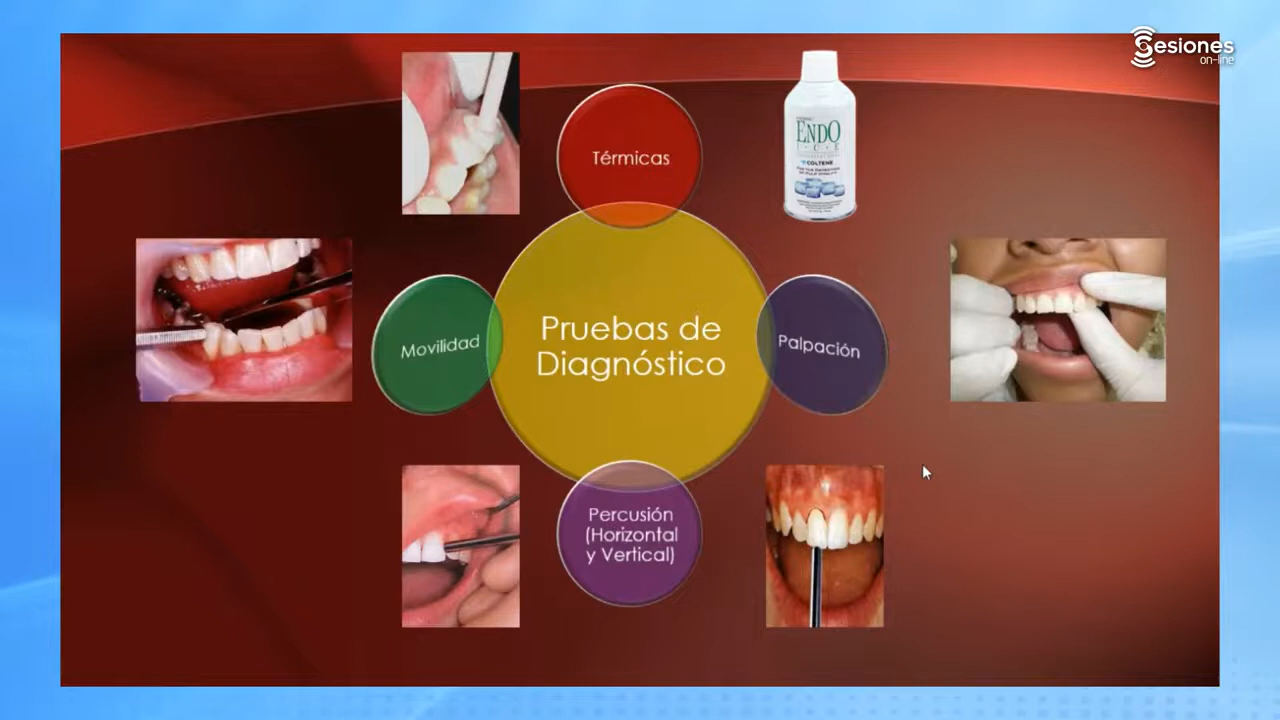 Sesiones
on-line
Térmicas
ENDO
I·C·E
COLTENE
Pruebas de
Diagnóstico
Movilidad
Palpación
Percusión
(Horizontal
y Vertical)